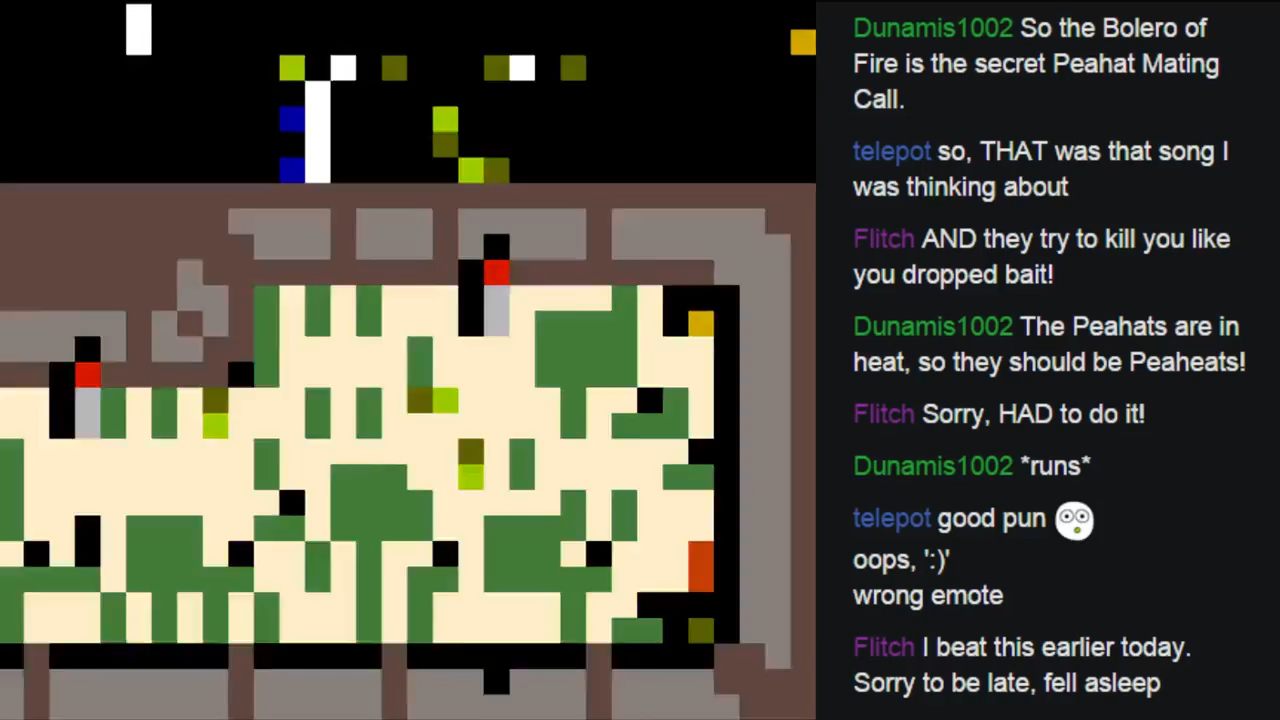 Dunamis1002 So the Bolero of
Fire is the secret Peahat Mating
Call.
telepot so, THAT was that song I
was thinking about
Flitch AND they try to kill you like
you dropped bait!
Dunamis1002 The Peahats are in
heat, so they should be Peaheats!
Flitch Sorry, HAD to do it!
Dunamis1002 *runs*
telepot good pun
oops, ':)'
wrong emote
Flitch I beat this earlier today.
Sorry to be late, fell asleep